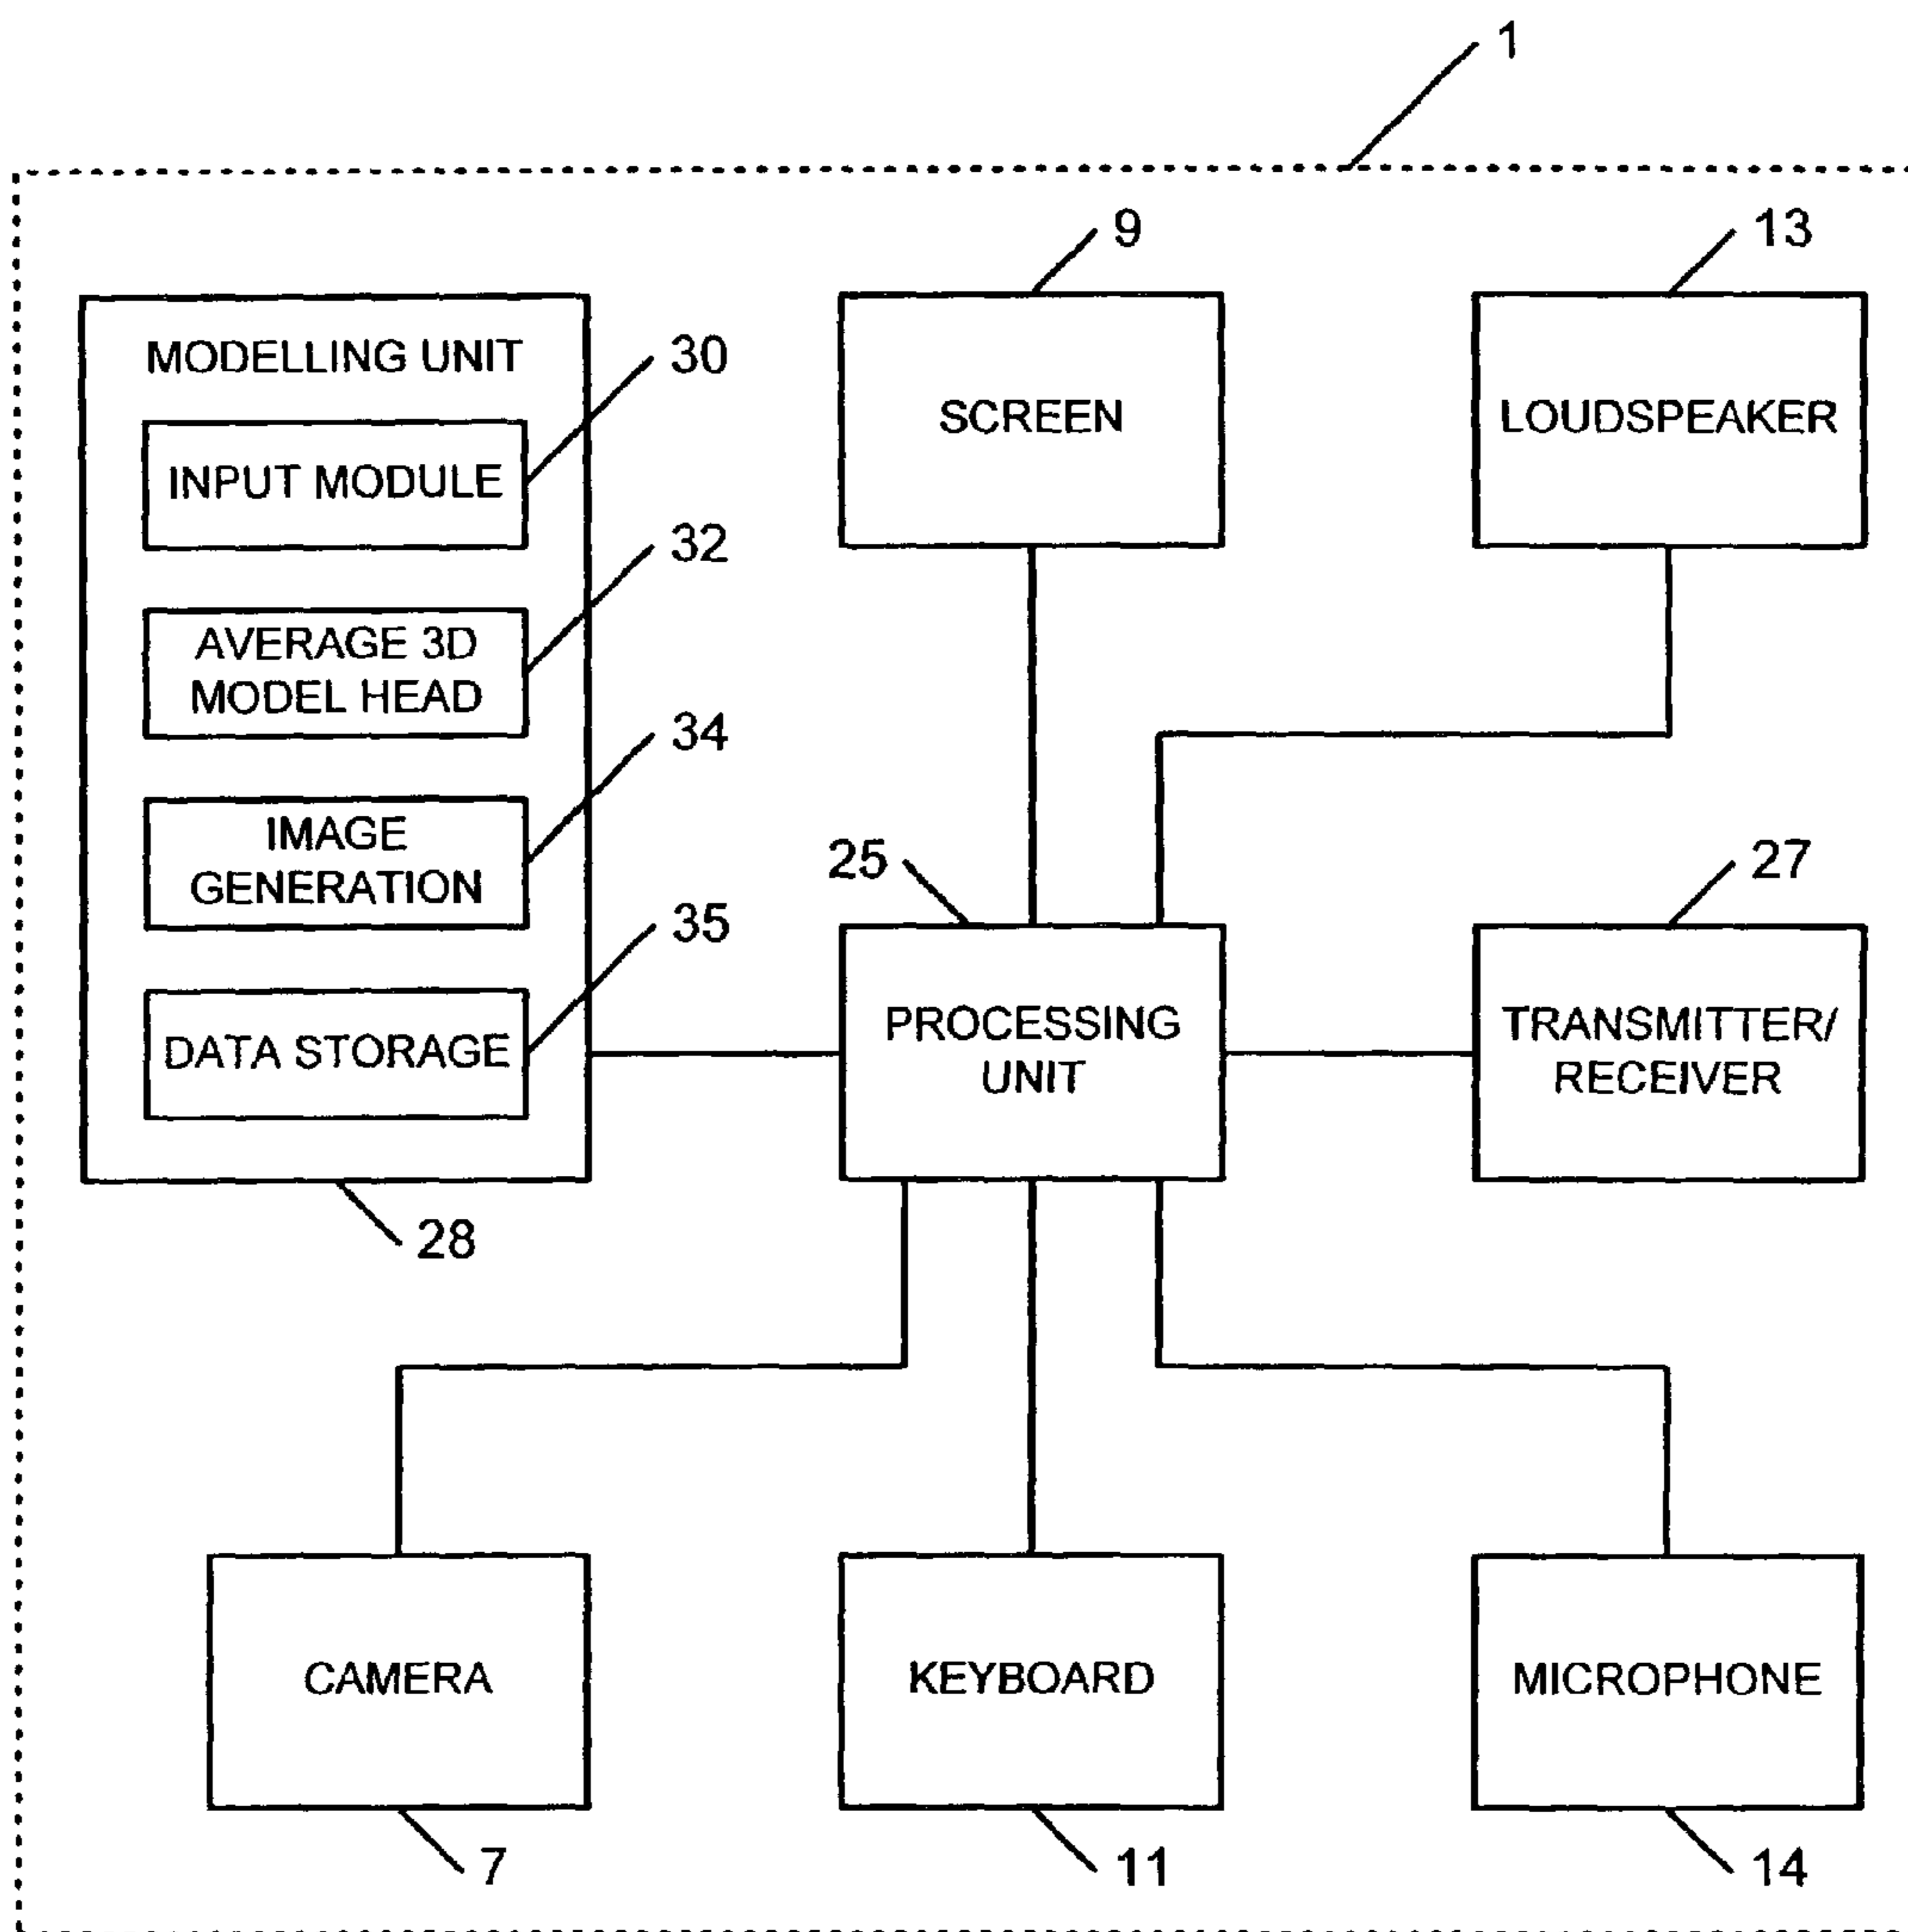 1
9
13
MODELLING UNIT
30
INPUT MODULE
SCREEN
LOUDSPEAKER
32
AVERAGE 3D
MODEL HEAD
34
IMAGE
GENERATION
25
27
35
DATA STORAGE
PROCESSING
UNIT
TRANSMITTER/
RECEIVER
28
CAMERA
KEYBOARD
MICROPHONE
7
11
14